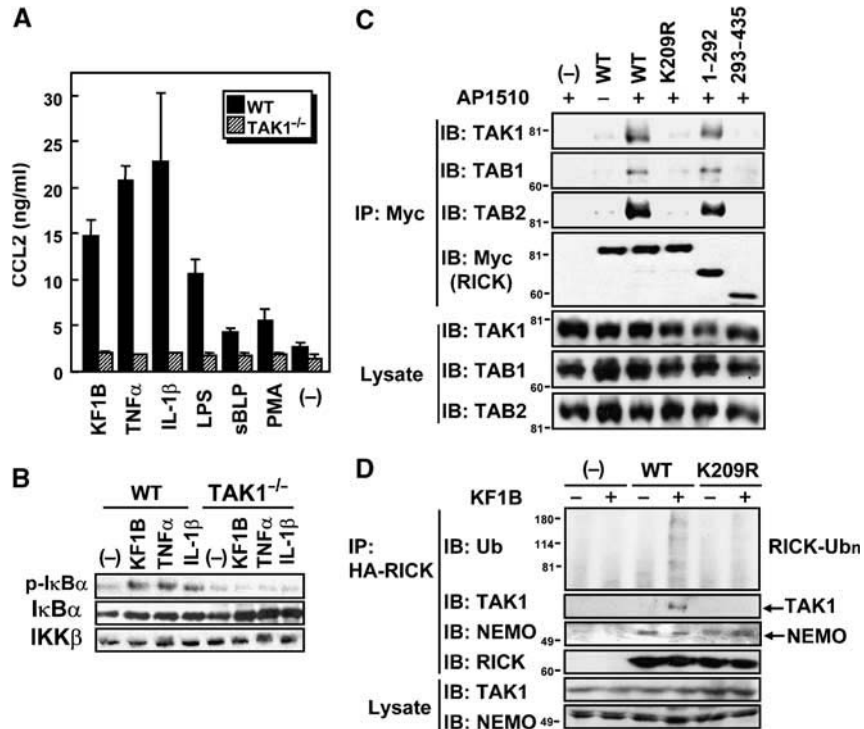 A
CCL2 (ng/ml)
30
25
20
15
10
5
0
WT
TAK1−/−
KF1B
TNFα
IL-1β
LPS
sBLP
PMA
(−)
B
WT TAK1−/−
(−) KF1B TNFα IL-1β (−) KF1B TNFα IL-1β
p-IκBα
IκBα
IKKβ
C
(−) WT WT K209R 1–292 293–435
AP1510 + − + + + +
IP: Myc
IB: TAK1 81-
IB: TAB1 60-
IB: TAB2 81-
IB: Myc (RICK) 81- 60-
Lysate
IB: TAK1 81-
IB: TAB1 60-
IB: TAB2 81-
D
(−) WT K209R
KF1B − + − + − +
IP: HA-RICK
IB: Ub 180- 114- 81- RICK-Ubn
IB: TAK1 ←TAK1
IB: NEMO 49- ←NEMO
IB: RICK 60-
Lysate
IB: TAK1
IB: NEMO 49-